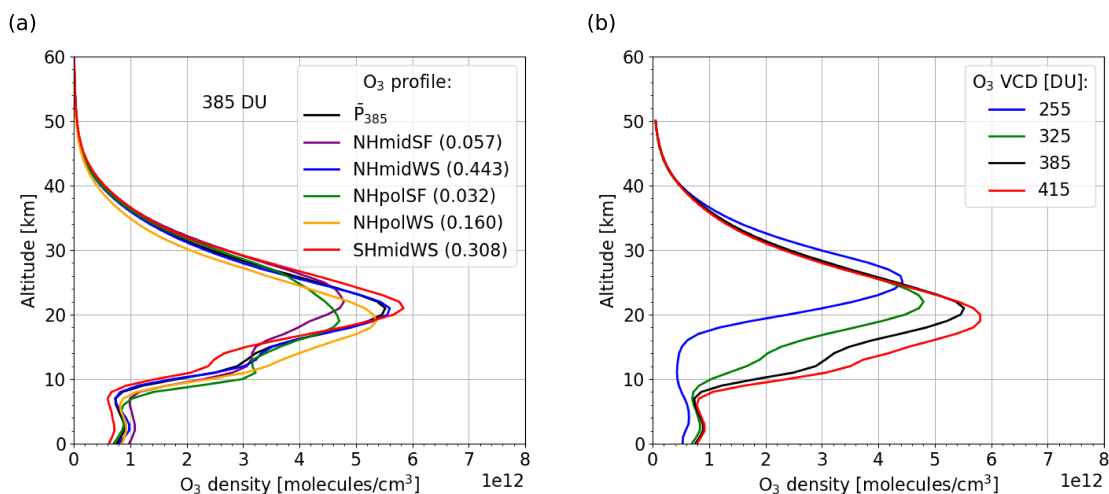 (a)
60
50
40
30
20
10
0
Altitude [km]
385 DU
O₃ profile:
P̄₃₈₅
NHmidSF (0.057)
NHmidWS (0.443)
NHpolSF (0.032)
NHpolWS (0.160)
SHmidWS (0.308)
0 1 2 3 4 5 6 7 8
O₃ density [molecules/cm³]
1e12
(b)
60
50
40
30
20
10
0
Altitude [km]
O₃ VCD [DU]:
255
325
385
415
0 1 2 3 4 5 6 7 8
O₃ density [molecules/cm³]
1e12